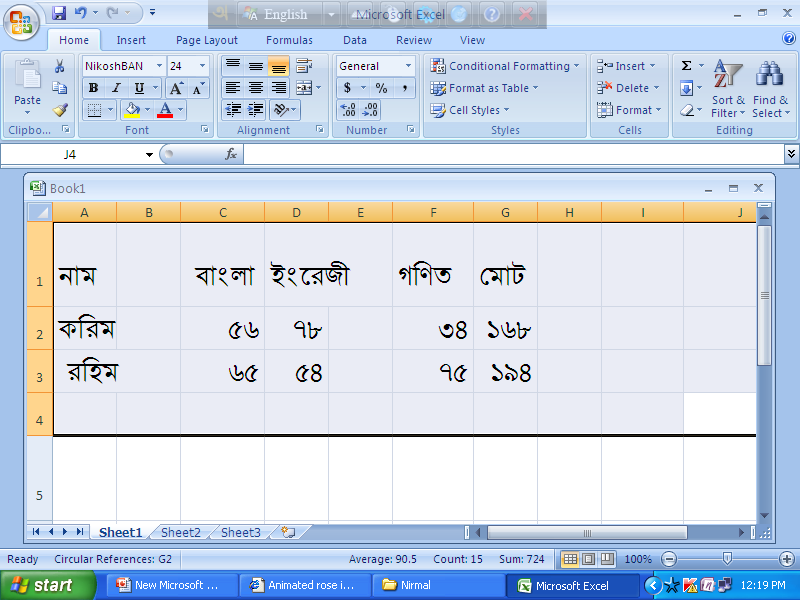 English
Microsoft Excel
Home Insert Page Layout Formulas Data Review View
Paste
NikoshBAN 24
B I U A A
General
$ % ,
Conditional Formatting
Format as Table
Cell Styles
Insert
Delete
Format
Σ
Sort & Filter
Find & Select
Clipbo... Font Alignment Number Styles Cells Editing
J4 fx
Book1
A B C D E F G H I J
1 নাম বাংলা ইংরেজী গণিত মোট
2 করিম ৫৬ ৭৮ ৩৪ ১৬৮
3 রহিম ৬৫ ৫৪ ৭৫ ১৯৪
4
5
Sheet1 Sheet2 Sheet3
Ready Circular References: G2 Average: 90.5 Count: 15 Sum: 724 100%
start New Microsoft ... Animated rose i... Nirmal Microsoft Excel 12:19 PM